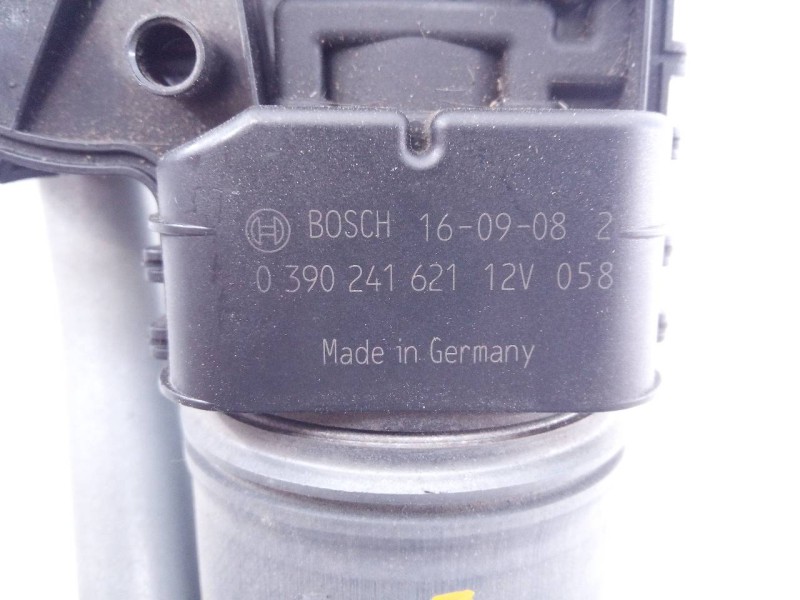 BOSCH 16-09-08 2
0 390 241 621 12V 058
Made in Germany